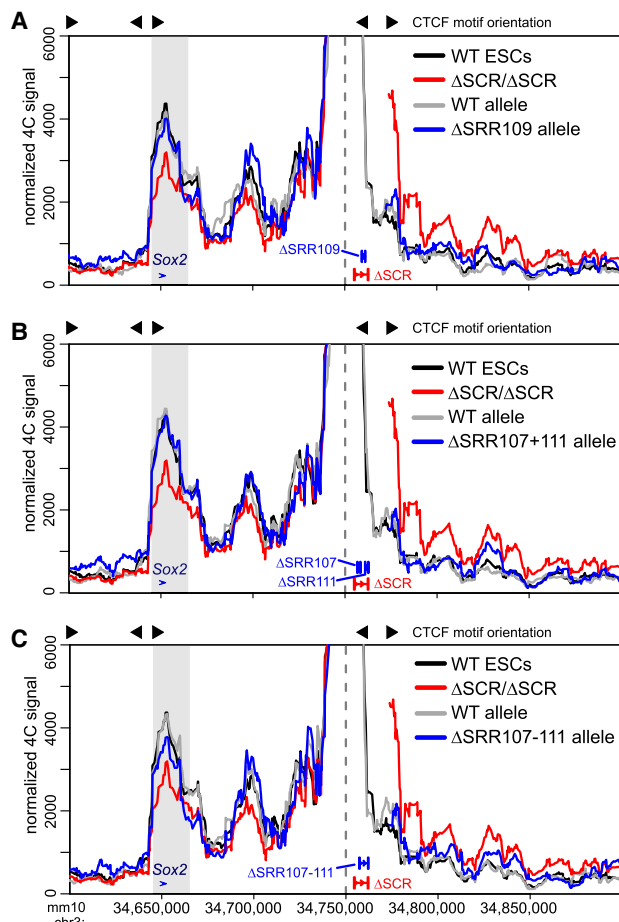 A
CTCF motif orientation
normalized 4C signal
6000
4000
2000
0
WT ESCs
ΔSCR/ΔSCR
WT allele
ΔSRR109 allele
Sox2
ΔSRR109
ΔSCR
B
CTCF motif orientation
normalized 4C signal
6000
4000
2000
0
WT ESCs
ΔSCR/ΔSCR
WT allele
ΔSRR107+111 allele
Sox2
ΔSRR107
ΔSRR111
ΔSCR
C
CTCF motif orientation
normalized 4C signal
6000
4000
2000
0
WT ESCs
ΔSCR/ΔSCR
WT allele
ΔSRR107-111 allele
Sox2
ΔSRR107-111
ΔSCR
mm10 34,650,000 34,700,000 34,750,000 34,800,000 34,850,000
chr3: